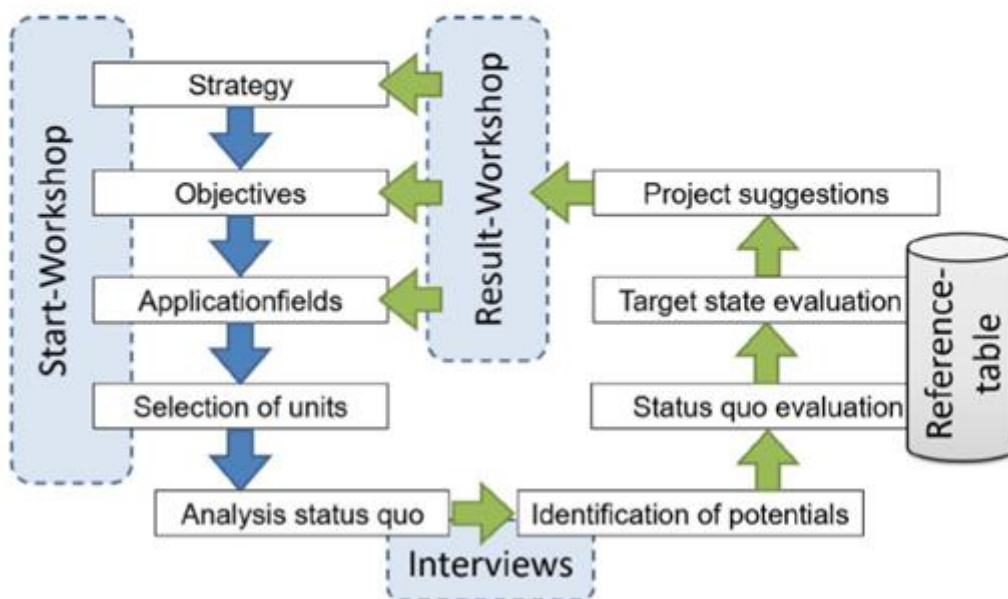 Start-Workshop
Strategy
Objectives
Applicationfields
Selection of units
Analysis status quo
Interviews
Identification of potentials
Status quo evaluation
Target state evaluation
Project suggestions
Reference-
table
Result-Workshop